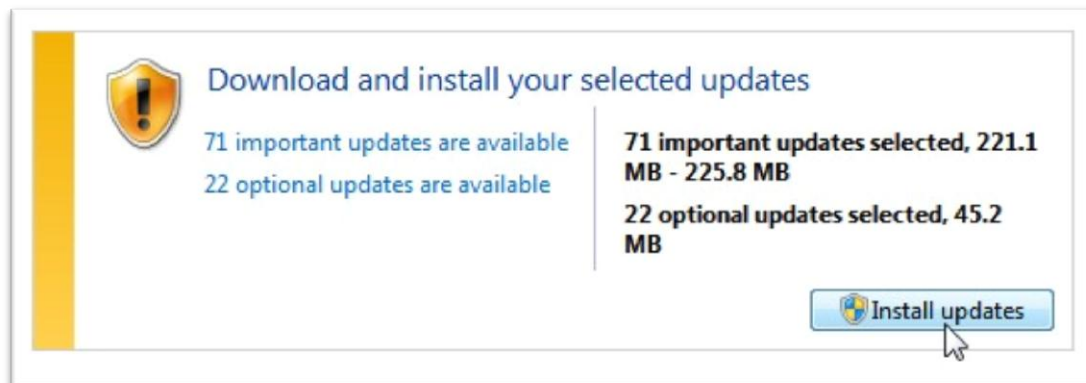 Download and install your selected updates
71 important updates are available
22 optional updates are available
71 important updates selected, 221.1
MB - 225.8 MB
22 optional updates selected, 45.2
MB
Install updates